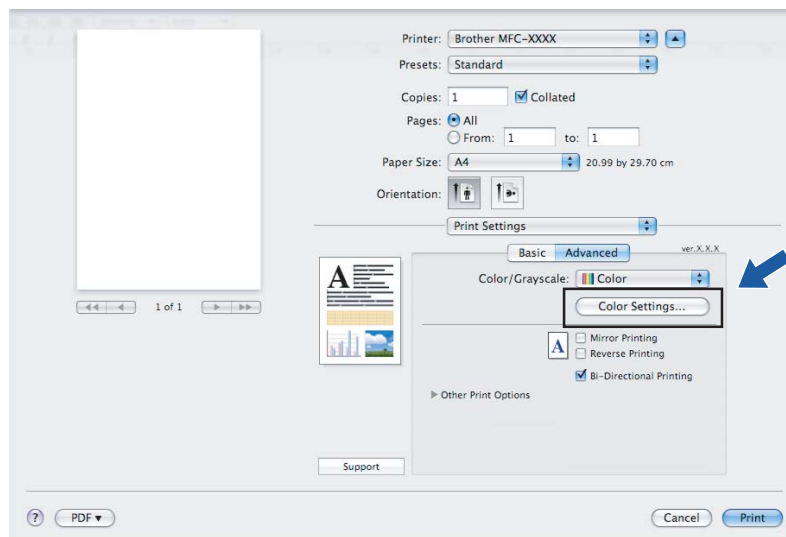 Printer: Brother MFC-XXXX
Presets: Standard
Copies: 1 Collated
Pages: All
From: 1 to: 1
Paper Size: A4 20.99 by 29.70 cm
Orientation:
Print Settings
Basic Advanced ver.X.X.X
Color/Grayscale: Color
Color Settings...
1 of 1
A
A
Mirror Printing
Reverse Printing
Bi-Directional Printing
Other Print Options
Support
? PDF Cancel Print